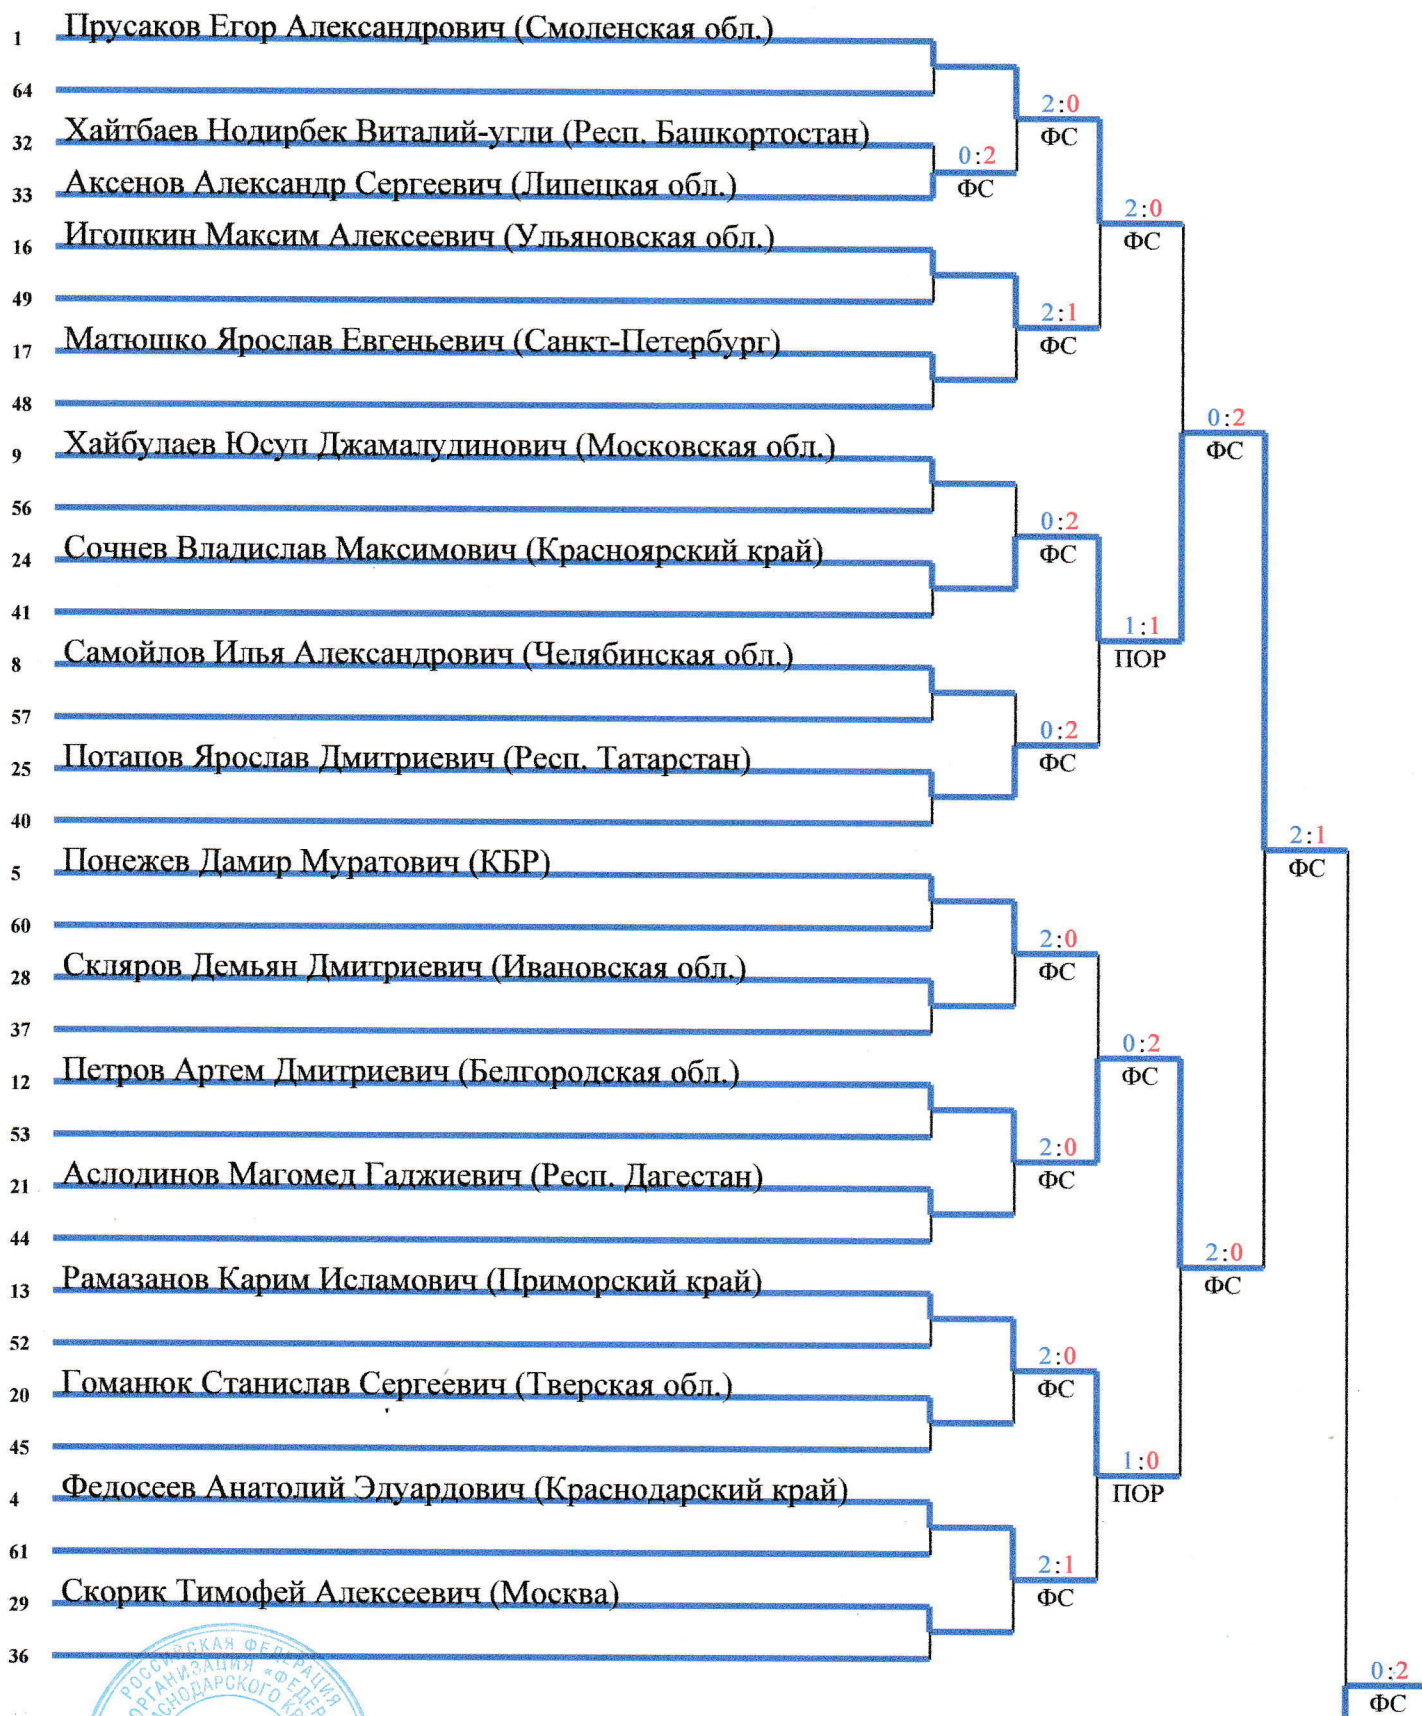 1 Прусаков Егор Александрович (Смоленская обл.)
64
2:0
ФС
32 Хайтбаев Нодирбек Виталий-угли (Респ. Башкортостан)
0:2
ФС
33 Аксенов Александр Сергеевич (Липецкая обл.)
2:0
ФС
16 Игошкин Максим Алексеевич (Ульяновская обл.)
49
2:1
ФС
17 Матюшко Ярослав Евгеньевич (Санкт-Петербург)
48
0:2
ФС
9 Хайбулаев Юсуп Джамалудинович (Московская обл.)
56
0:2
ФС
24 Сочнев Владислав Максимович (Красноярский край)
41
1:1
ПОР
8 Самойлов Илья Александрович (Челябинская обл.)
57
0:2
ФС
25 Потапов Ярослав Дмитриевич (Респ. Татарстан)
40
2:1
ФС
5 Понежев Дамир Муратович (КБР)
60
2:0
ФС
28 Скляров Демьян Дмитриевич (Ивановская обл.)
37
0:2
ФС
12 Петров Артем Дмитриевич (Белгородская обл.)
53
2:0
ФС
21 Аслодинов Магомед Гаджиевич (Респ. Дагестан)
44
2:0
ФС
13 Рамазанов Карим Исламович (Приморский край)
52
2:0
ФС
20 Гоманюк Станислав Сергеевич (Тверская обл.)
45
1:0
ПОР
4 Федосеев Анатолий Эдуардович (Краснодарский край)
61
2:1
ФС
29 Скорик Тимофей Алексеевич (Москва)
36
РОССИЙСКАЯ ФЕДЕРАЦИЯ
ОРГАНИЗАЦИЯ «ФЕДЕР
АСНОДАРСКОГО КР
0:2
ФС